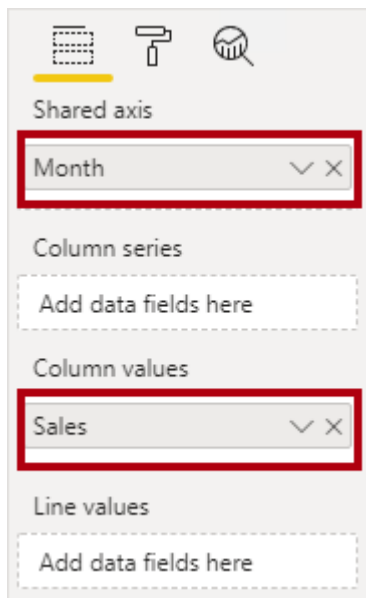 Shared axis
Month
Column series
Add data fields here
Column values
Sales
Line values
Add data fields here